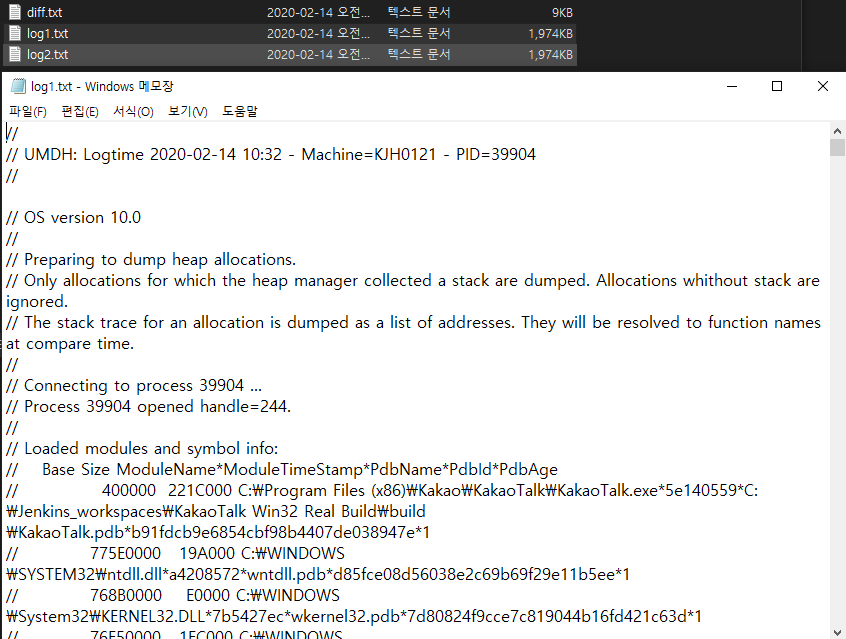 diff.txt 2020-02-14 오전... 텍스트 문서 9KB
log1.txt 2020-02-14 오전... 텍스트 문서 1,974KB
log2.txt 2020-02-14 오전... 텍스트 문서 1,974KB
log1.txt - Windows 메모장
파일(F) 편집(E) 서식(O) 보기(V) 도움말
//
// UMDH: Logtime 2020-02-14 10:32 - Machine=KJH0121 - PID=39904
//
// OS version 10.0
//
// Preparing to dump heap allocations.
// Only allocations for which the heap manager collected a stack are dumped. Allocations whithout stack are
ignored.
// The stack trace for an allocation is dumped as a list of addresses. They will be resolved to function names
at compare time.
//
// Connecting to process 39904 ...
// Process 39904 opened handle=244.
//
// Loaded modules and symbol info:
// Base Size ModuleName*ModuleTimeStamp*PdbName*PdbId*PdbAge
// 400000 221C000 C:₩Program Files (x86)₩Kakao₩KakaoTalk₩KakaoTalk.exe*5e140559*C:
₩Jenkins_workspaces₩KakaoTalk Win32 Real Build₩build
₩KakaoTalk.pdb*b91fdcb9e6854cbf98b4407de038947e*1
// 775E0000 19A000 C:₩WINDOWS
₩SYSTEM32₩ntdll.dll*a4208572*wntdll.pdb*d85fce08d56038e2c69b69f29e11b5ee*1
// 768B0000 E0000 C:₩WINDOWS
₩System32₩KERNEL32.DLL*7b5427ec*wkernel32.pdb*7d80824f9cce7c819044b16fd421c63d*1
// 76F50000 1FC000 C:₩WINDOWS